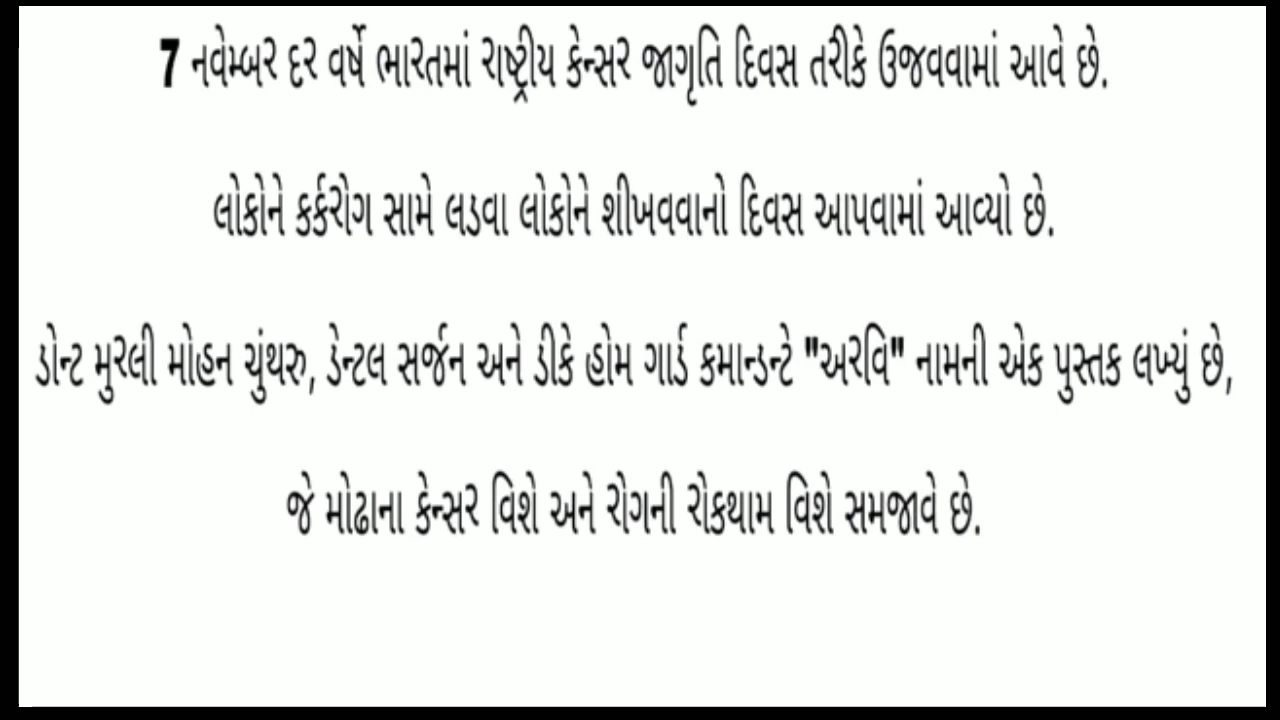 7 નવેમ્બર દર વર્ષે ભારતમાં રાષ્ટ્રીય કેન્સર જાગૃતિ દિવસ તરીકે ઉજવવામાં આવે છે.
લોકોને કર્કરોગ સામે લડવા લોકોને શીખવવાનો દિવસ આપવામાં આવ્યો છે.
ડોન્ટ મુરલી મોહન ચુંથરુ, ડેન્ટલ સર્જન અને ડીકે હોમ ગાર્ડ કમાન્ડન્ટે "અરવિ" નામની એક પુસ્તક લખ્યું છે,
જે મોઢાના કેન્સર વિશે અને રોગની રોકથામ વિશે સમજાવે છે.